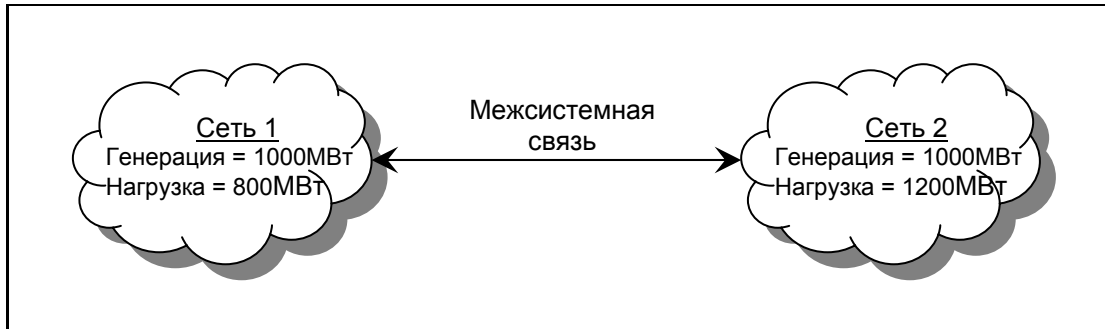 Сеть 1
Генерация = 1000МВт
Нагрузка = 800МВт
Межсистемная
связь
Сеть 2
Генерация = 1000МВт
Нагрузка = 1200МВт